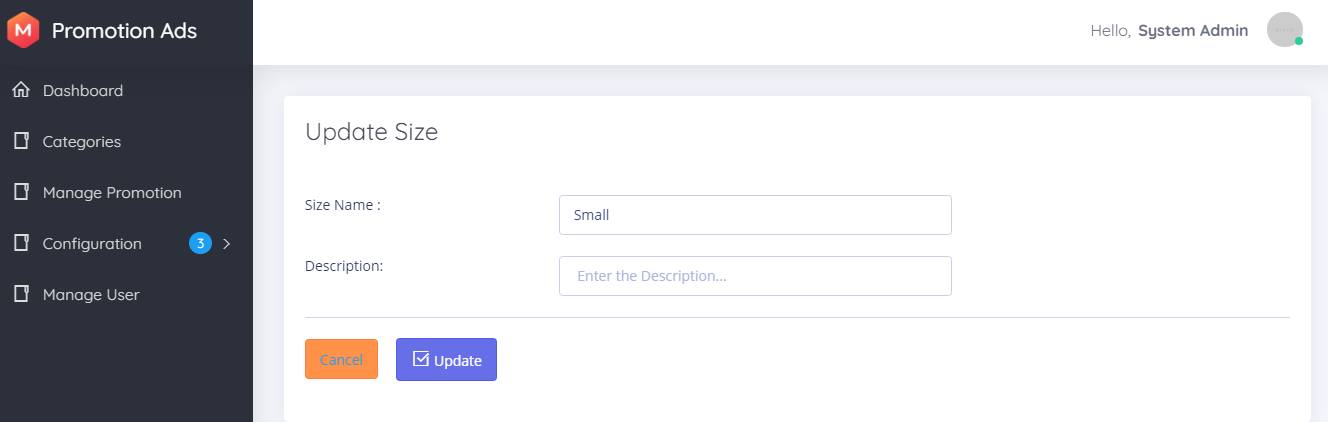 M Promotion Ads
Hello, System Admin
Dashboard
Categories
Manage Promotion
Configuration 3
Manage User
Update Size
Size Name : Small
Description: Enter the Description...
Cancel Update